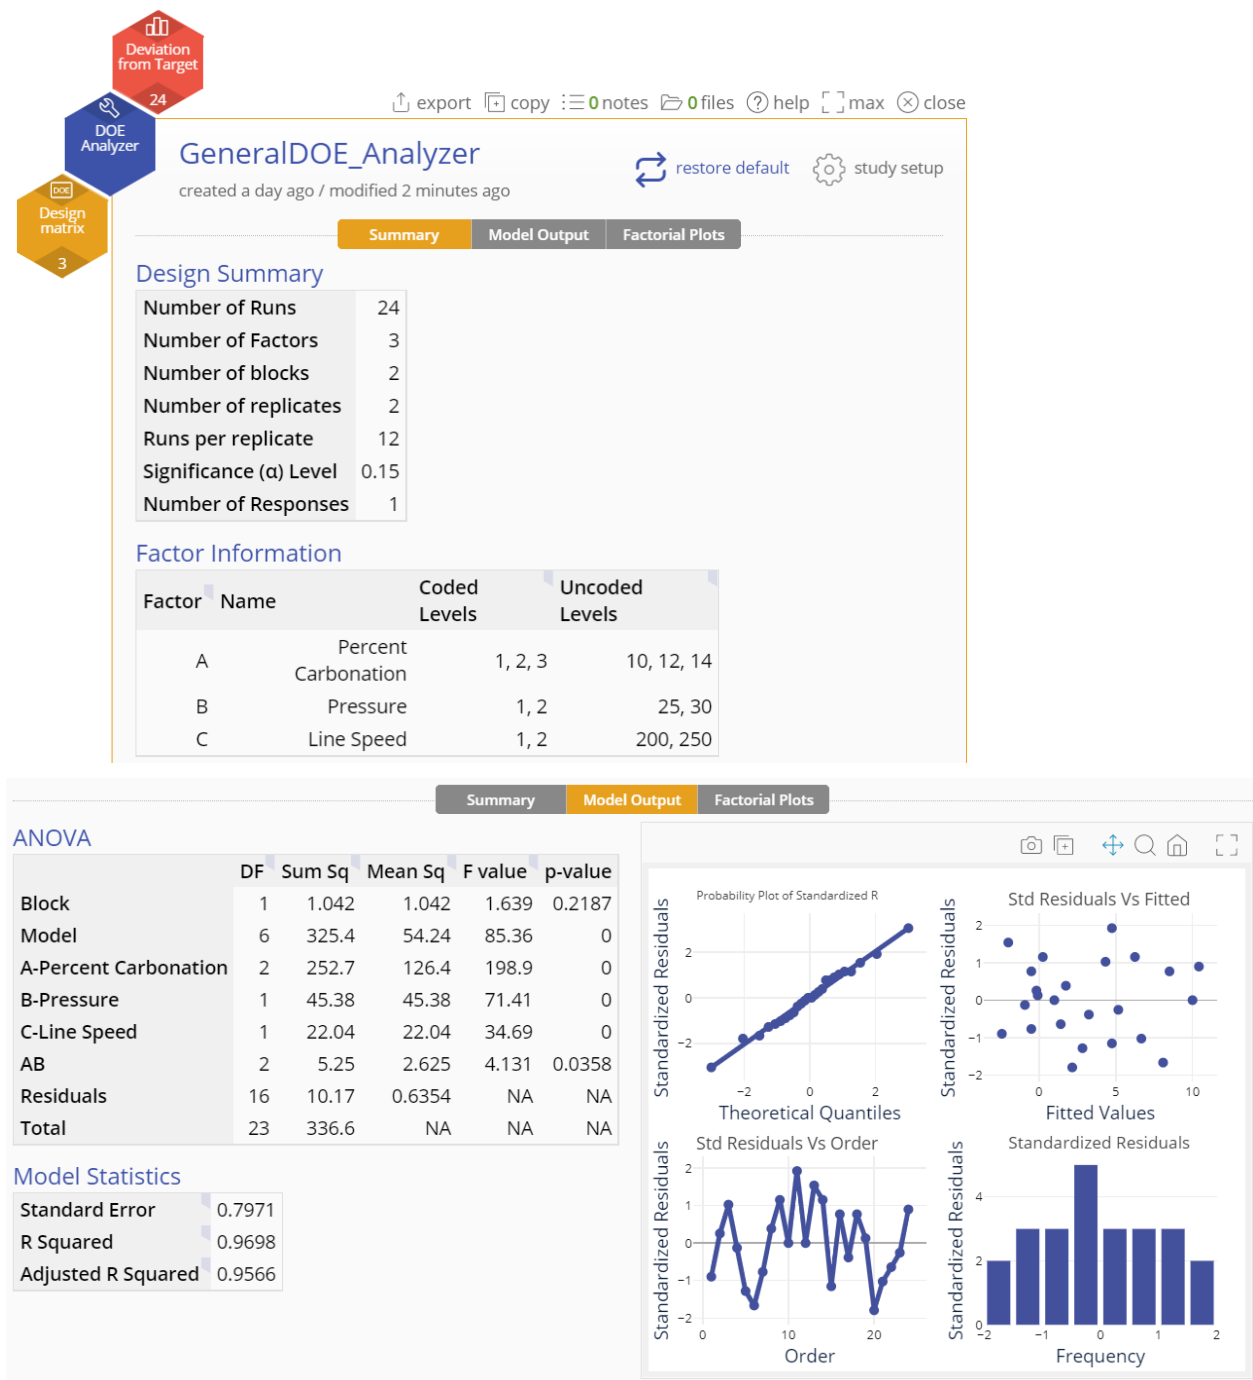 Deviation
from Target
24
DOE
Analyzer
DOE
Design
matrix
3
export copy 0 notes 0 files help max close
GeneralDOE_Analyzer
created a day ago / modified 2 minutes ago
restore default study setup
Summary Model Output Factorial Plots
Design Summary
Number of Runs 24
Number of Factors 3
Number of blocks 2
Number of replicates 2
Runs per replicate 12
Significance (α) Level 0.15
Number of Responses 1
Factor Information
Factor Name Coded Levels Uncoded Levels
A Percent Carbonation 1, 2, 3 10, 12, 14
B Pressure 1, 2 25, 30
C Line Speed 1, 2 200, 250
Summary Model Output Factorial Plots
ANOVA
DF Sum Sq Mean Sq F value p-value
Block 1 1.042 1.042 1.639 0.2187
Model 6 325.4 54.24 85.36 0
A-Percent Carbonation 2 252.7 126.4 198.9 0
B-Pressure 1 45.38 45.38 71.41 0
C-Line Speed 1 22.04 22.04 34.69 0
AB 2 5.25 2.625 4.131 0.0358
Residuals 16 10.17 0.6354 NA NA
Total 23 336.6 NA NA NA
Model Statistics
Standard Error 0.7971
R Squared 0.9698
Adjusted R Squared 0.9566
Probability Plot of Standardized R
Standardized Residuals
2
0
−2
−2 0 2
Theoretical Quantiles
Std Residuals Vs Fitted
Standardized Residuals
2
1
0
−1
−2
0 5 10
Fitted Values
Std Residuals Vs Order
Standardized Residuals
2
1
0
−1
−2
0 10 20
Order
Standardized Residuals
Standardized Residuals
4
2
0
−2 −1 0 1 2
Frequency